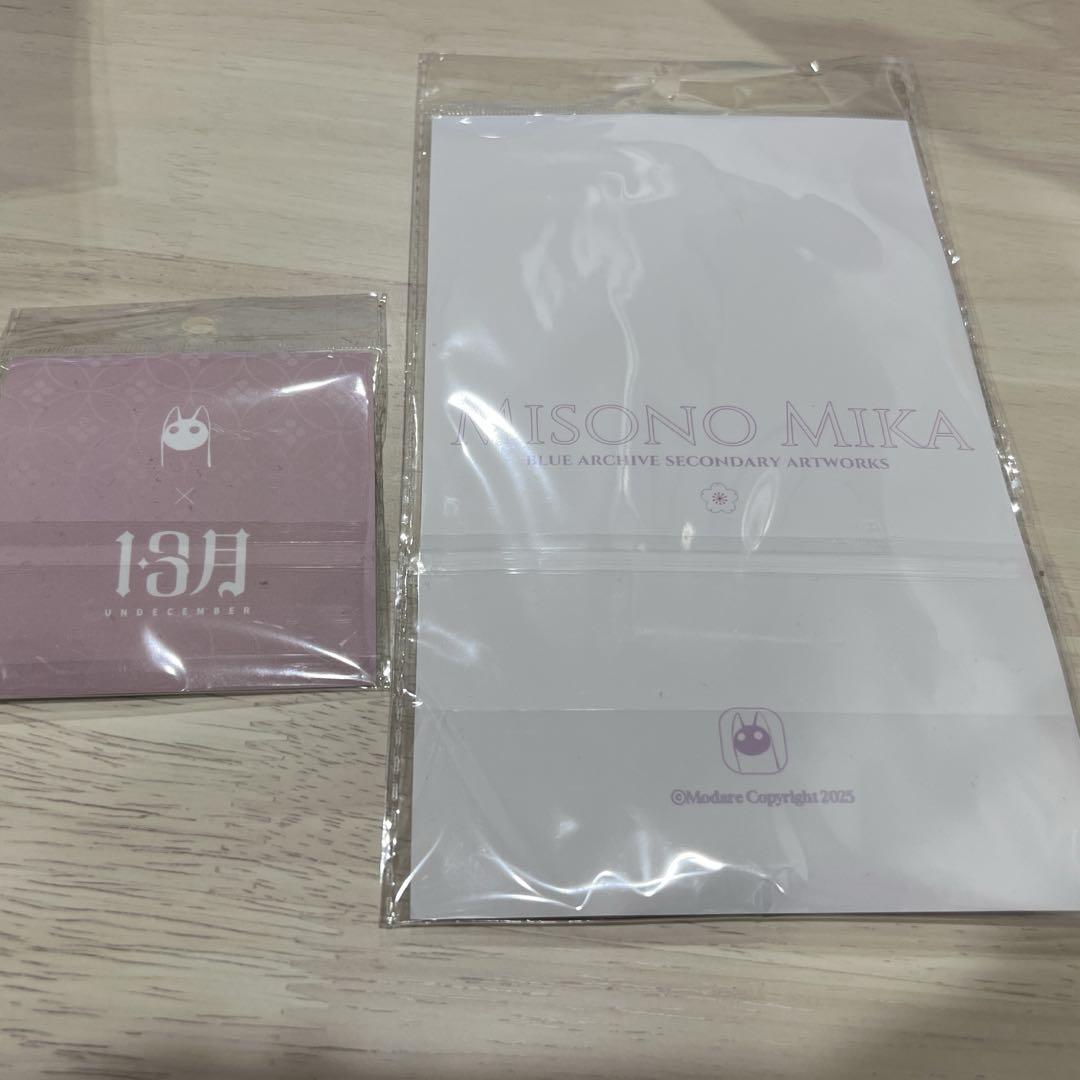 ×
13月
UNDECEMBER
MISONO MIKA
BLUE ARCHIVE SECONDARY ARTWORKS
©Modare Copyright 2025